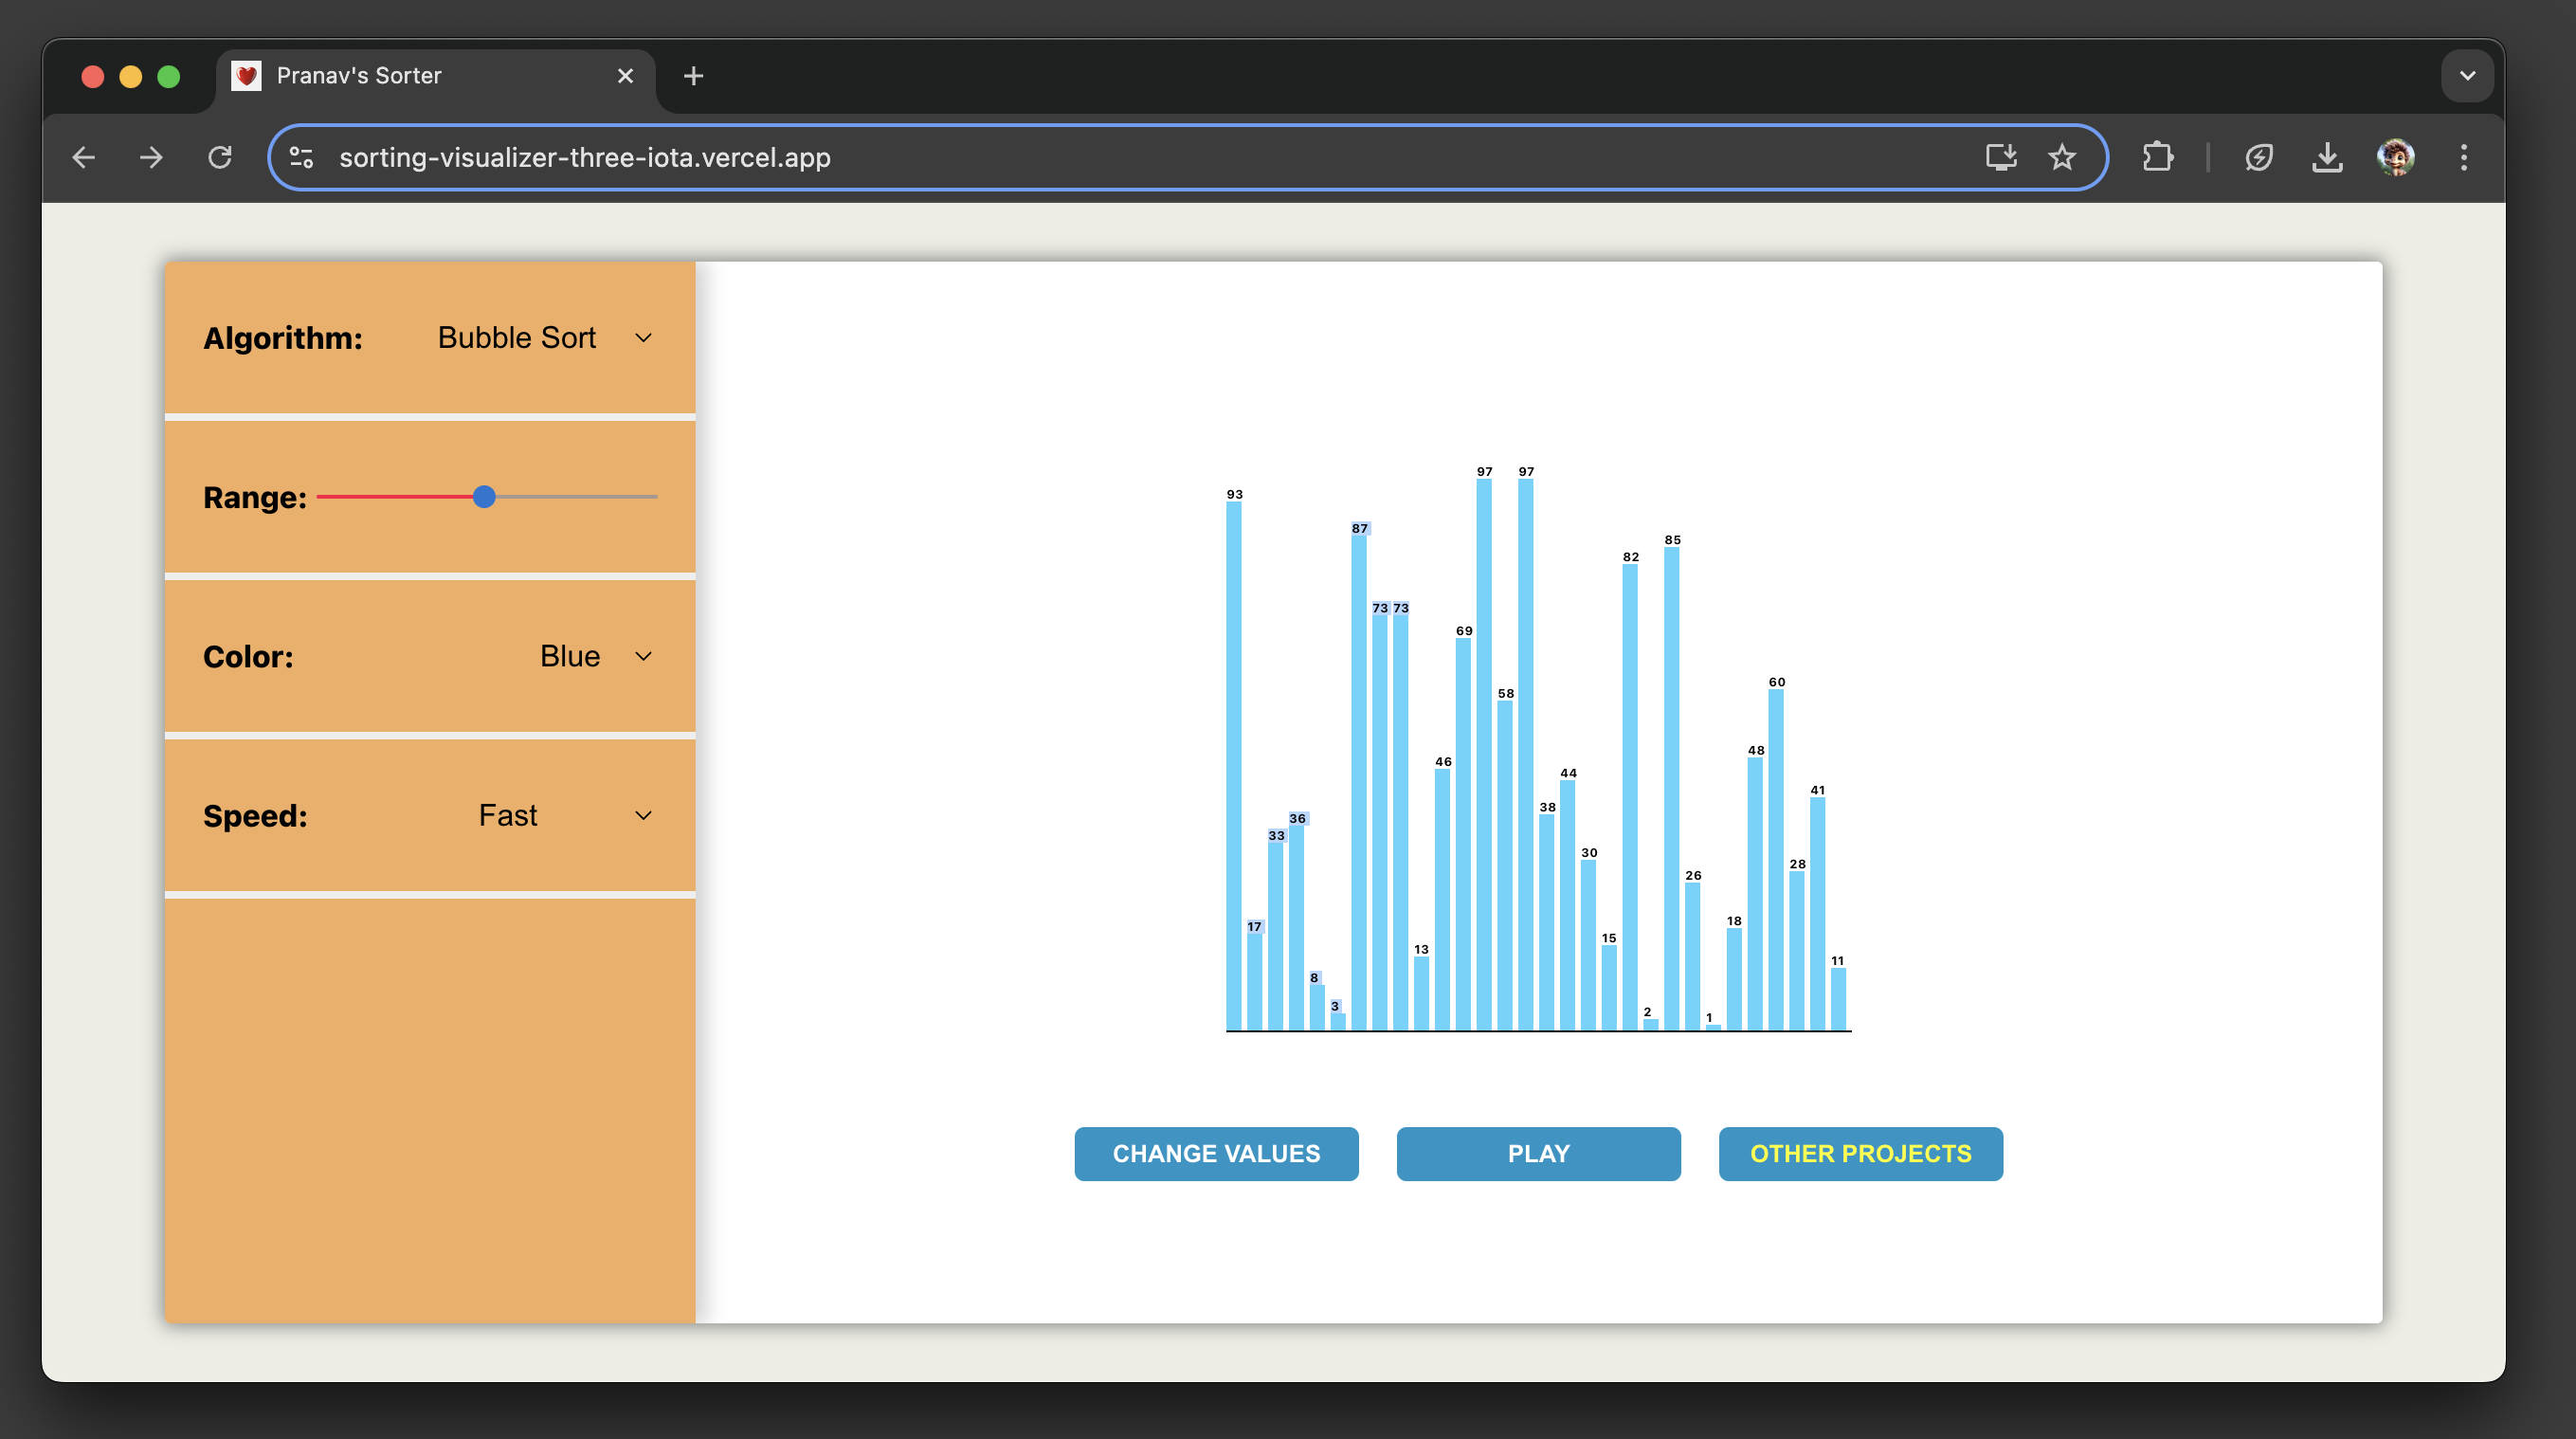 Pranav's Sorter
sorting-visualizer-three-iota.vercel.app
Algorithm: Bubble Sort
Range:
Color: Blue
Speed: Fast
93 17 33 36 8 3 87 73 73 13 46 69 97 58 97 38 44 30 15 82 2 85 26 1 18 48 60 28 41 11
CHANGE VALUES PLAY OTHER PROJECTS